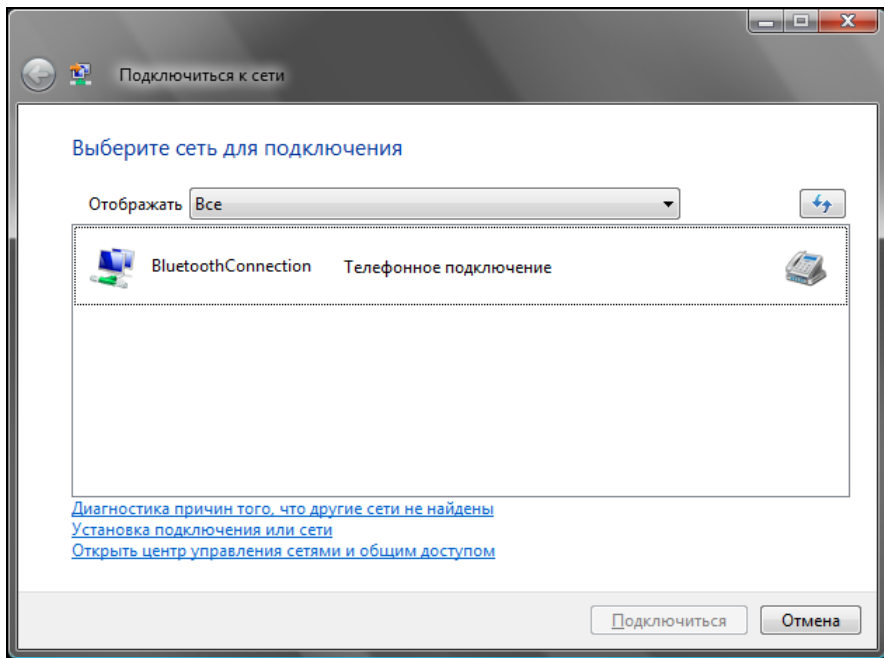 Подключиться к сети
Выберите сеть для подключения
Отображать Все
BluetoothConnection Телефонное подключение
Диагностика причин того, что другие сети не найдены
Установка подключения или сети
Открыть центр управления сетями и общим доступом
Подключиться Отмена